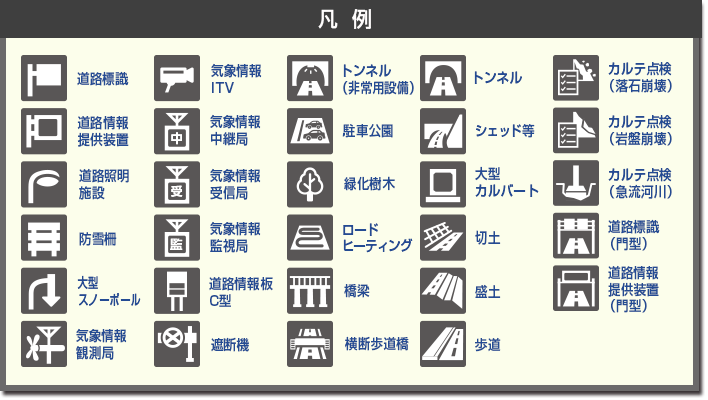 凡例
道路標識
道路情報
提供装置
道路照明
施設
防雪柵
大型
スノーポール
気象情報
観測局
気象情報
ITV
中
気象情報
中継局
受
気象情報
受信局
監
気象情報
監視局
道路情報板
C型
遮断機
トンネル
（非常用設備）
駐車公園
緑化樹木
ロード
ヒーティング
橋梁
横断歩道橋
トンネル
シェッド等
大型
カルバート
切土
盛土
歩道
カルテ点検
（落石崩壊）
カルテ点検
（岩盤崩壊）
カルテ点検
（急流河川）
道路標識
（門型）
道路情報
提供装置
（門型）